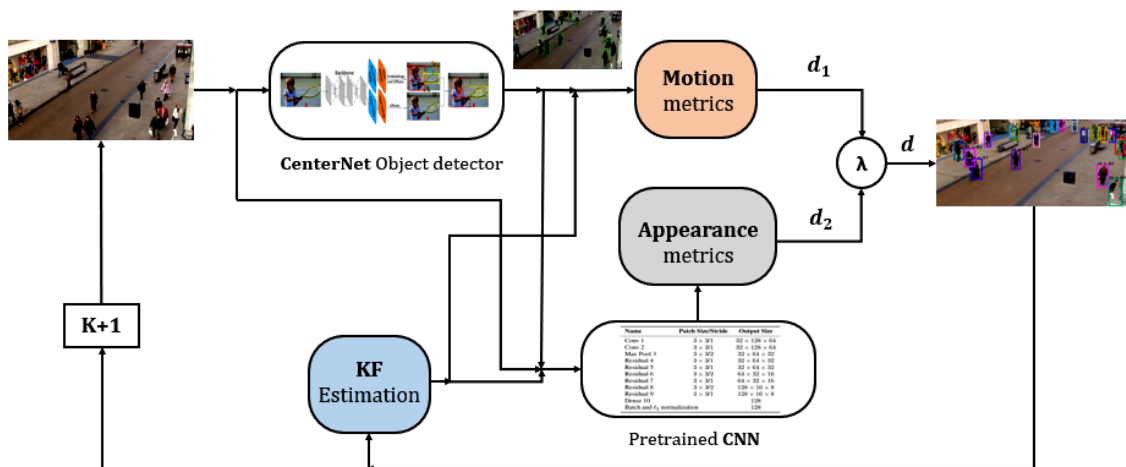 Backbone
CenterNet Object detector
Motion
metrics
d₁
λ
d
d₂
Appearance
metrics
K+1
KF
Estimation
Name Patch Size/Stride Output Size
Conv 1 3 × 3/1 32 × 128 × 64
Conv 2 3 × 3/1 32 × 128 × 64
Max Pool 3 3 × 3/2 32 × 64 × 32
Residual 4 3 × 3/1 32 × 64 × 32
Residual 5 3 × 3/1 32 × 64 × 32
Residual 6 3 × 3/2 64 × 32 × 16
Residual 7 3 × 3/1 64 × 32 × 16
Residual 8 3 × 3/2 128 × 16 × 8
Residual 9 3 × 3/1 128 × 16 × 8
Dense 10 128
Batch and ℓ₂ normalization 128
Pretrained CNN